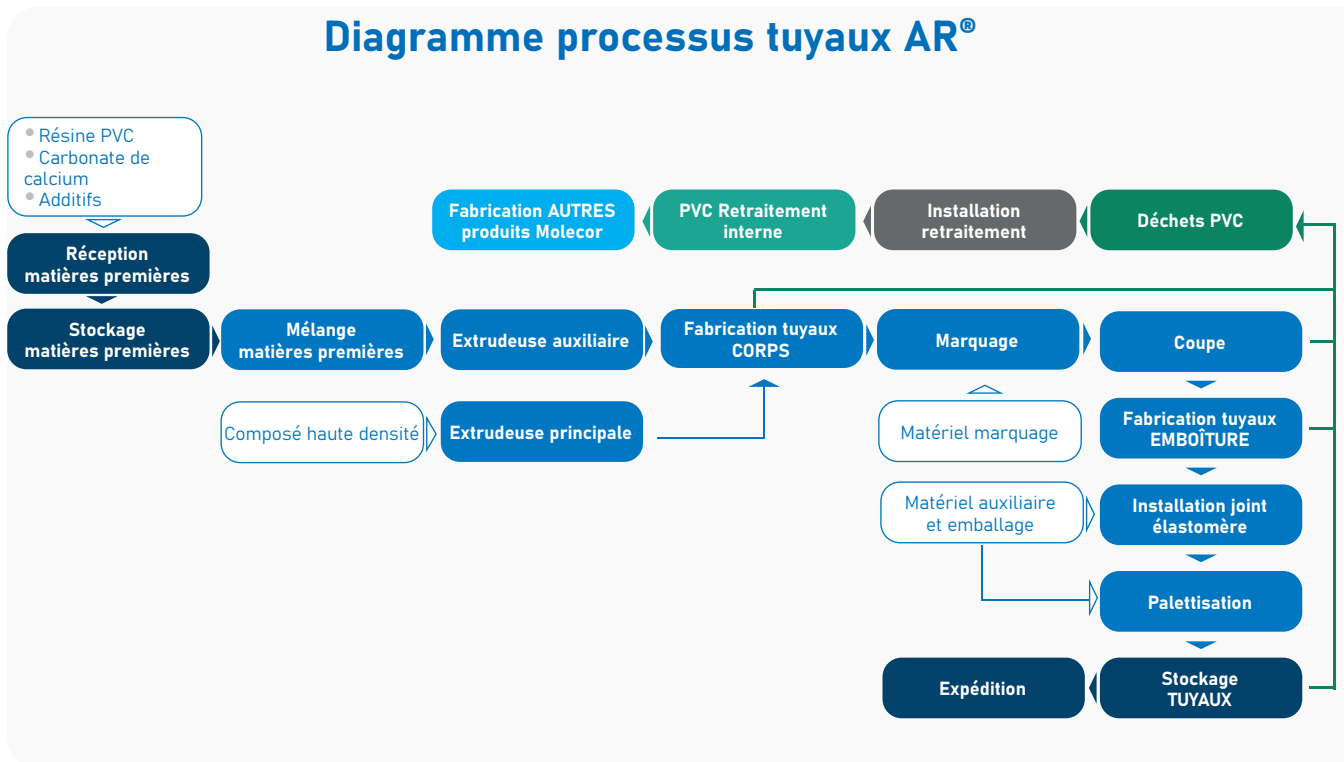 Diagramme processus tuyaux AR®
• Résine PVC
• Carbonate de
calcium
• Additifs
Fabrication AUTRES
produits Molecor
PVC Retraitement
interne
Installation
retraitement
Déchets PVC
Réception
matières premières
Stockage
matières premières
Mélange
matières premières
Extrudeuse auxiliaire
Fabrication tuyaux
CORPS
Marquage
Coupe
Composé haute densité
Extrudeuse principale
Matériel marquage
Fabrication tuyaux
EMBOÎTURE
Matériel auxiliaire
et emballage
Installation joint
élastomère
Palettisation
Expédition
Stockage
TUYAUX